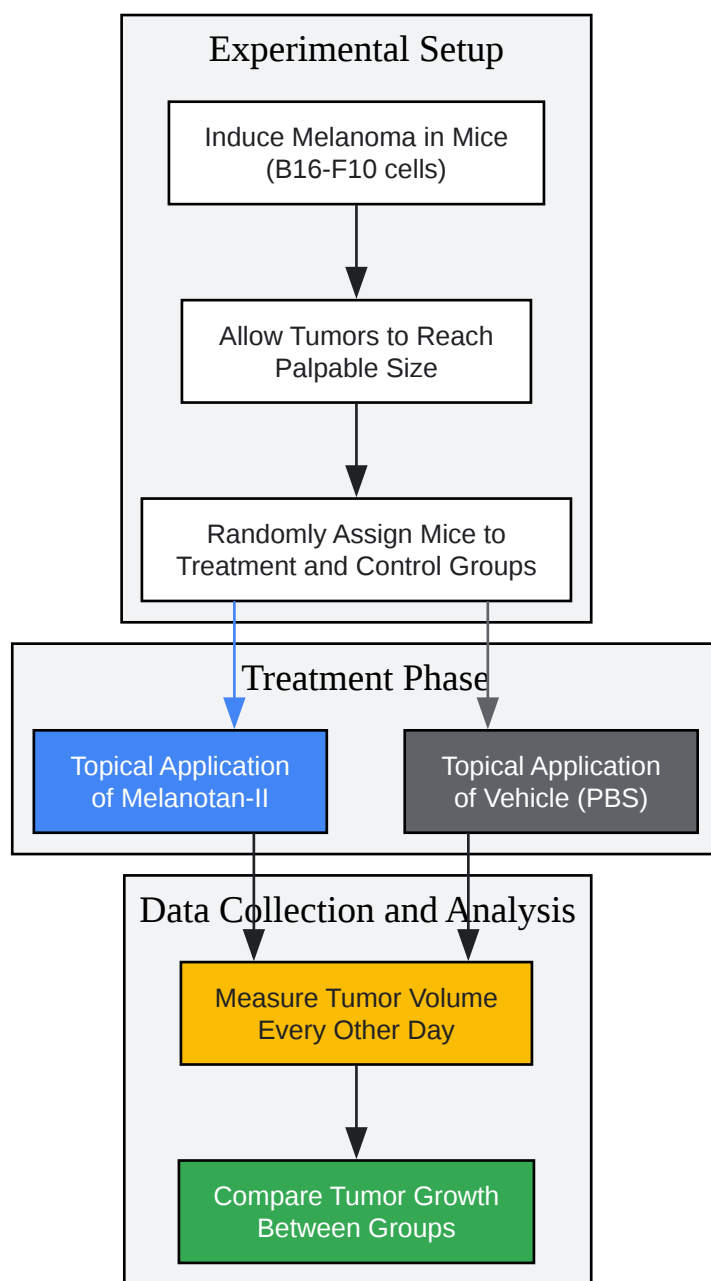 Experimental Setup
Induce Melanoma in Mice
(B16-F10 cells)
Allow Tumors to Reach
Palpable Size
Randomly Assign Mice to
Treatment and Control Groups
Treatment Phase
Topical Application
of Melanotan-II
Topical Application
of Vehicle (PBS)
Data Collection and Analysis
Measure Tumor Volume
Every Other Day
Compare Tumor Growth
Between Groups